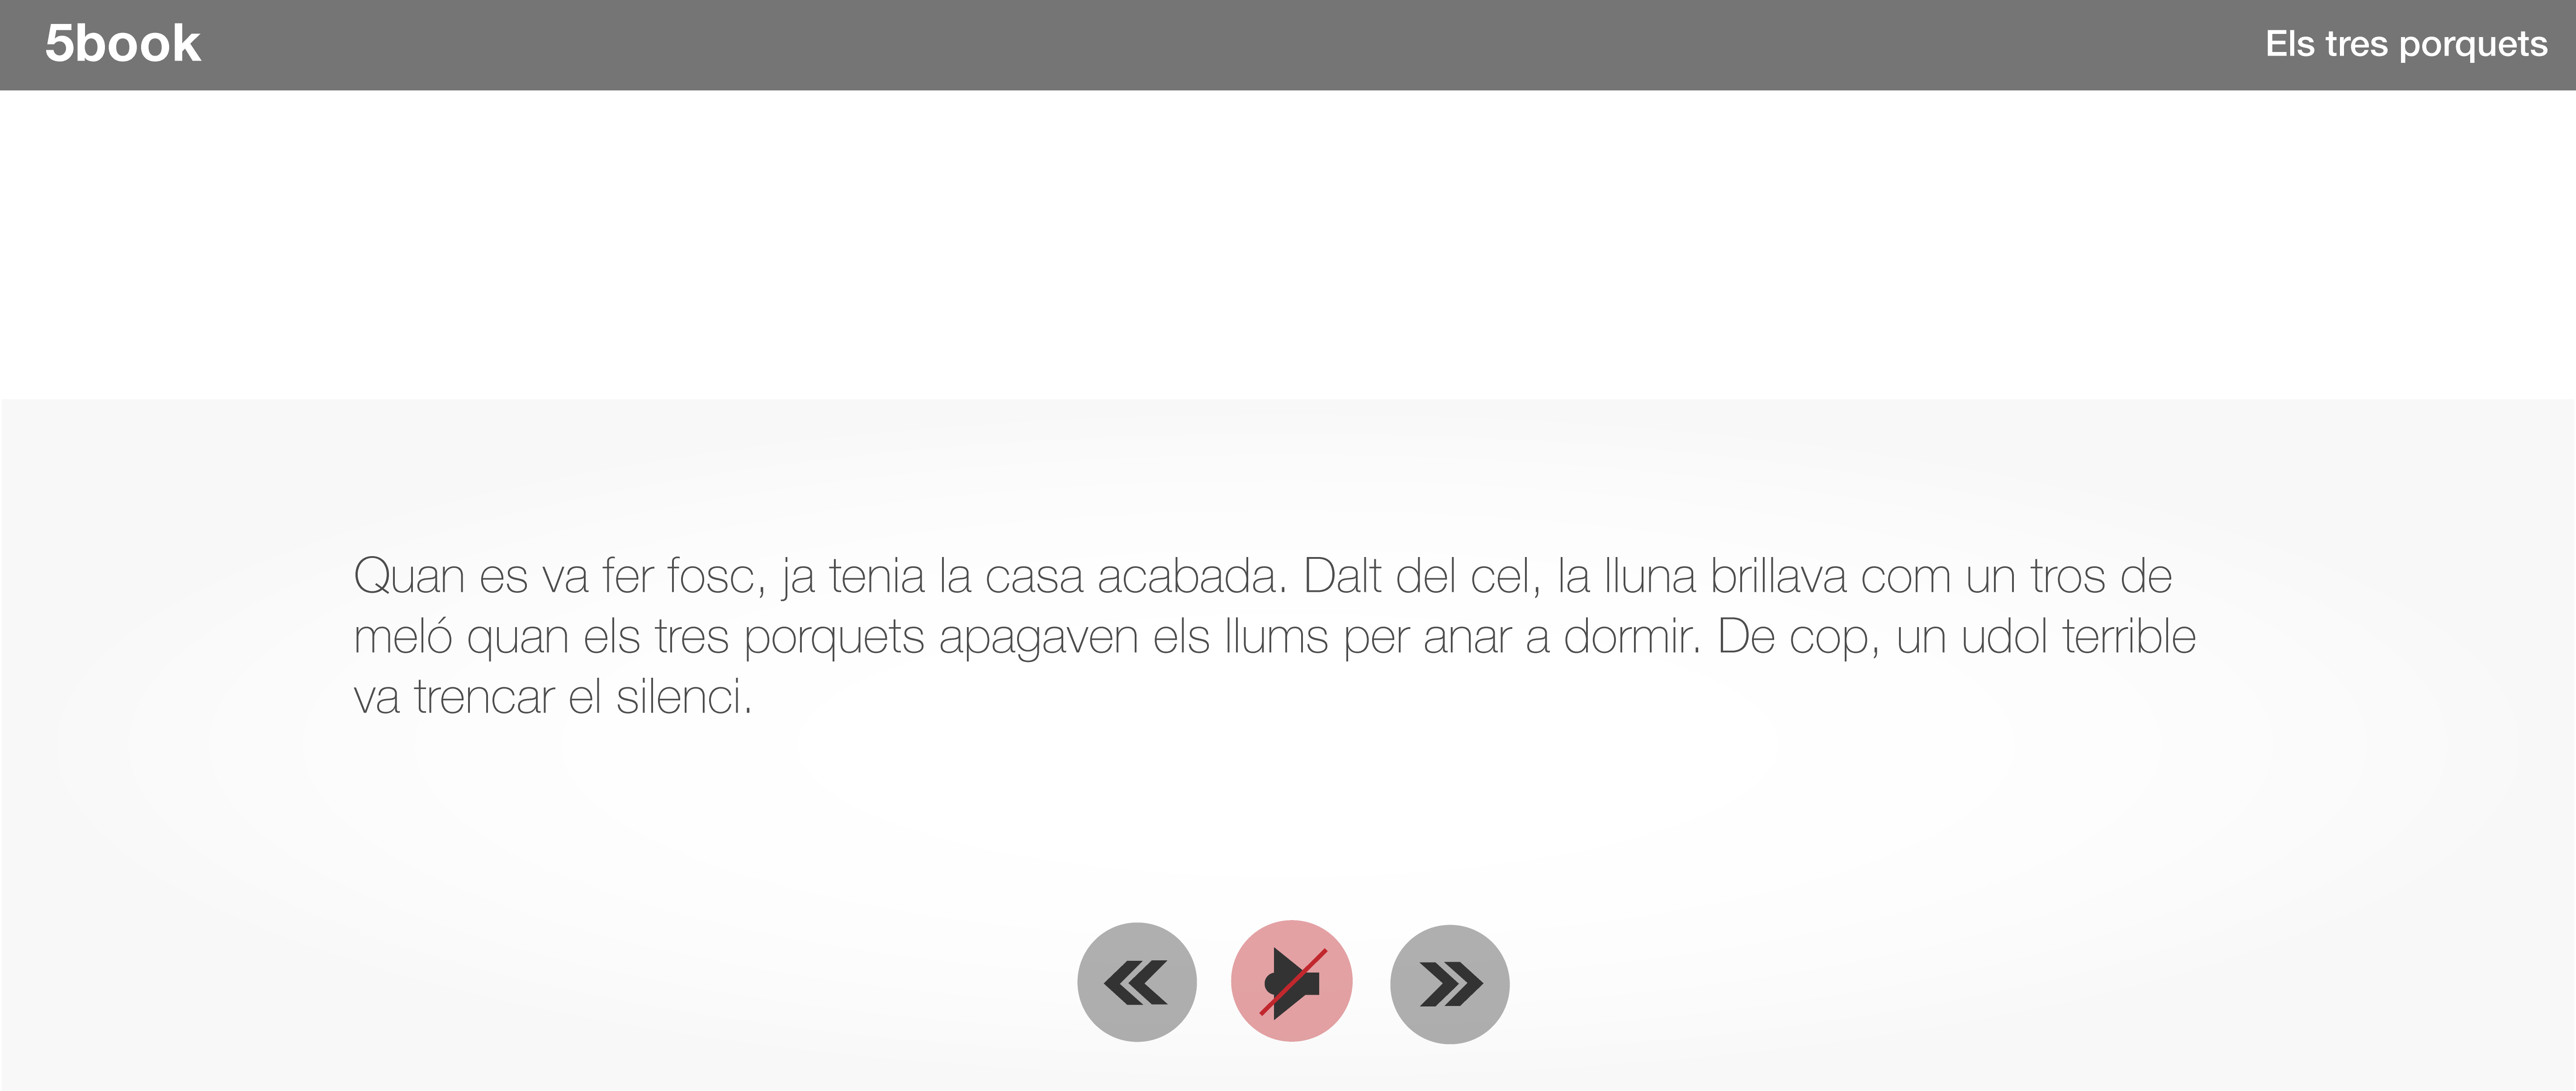 5book
Els tres porquets
Quan es va fer fosc, ja tenia la casa acabada. Dalt del cel, la lluna brillava com un tros de
meló quan els tres porquets apagaven els llums per anar a dormir. De cop, un udol terrible
va trencar el silenci.